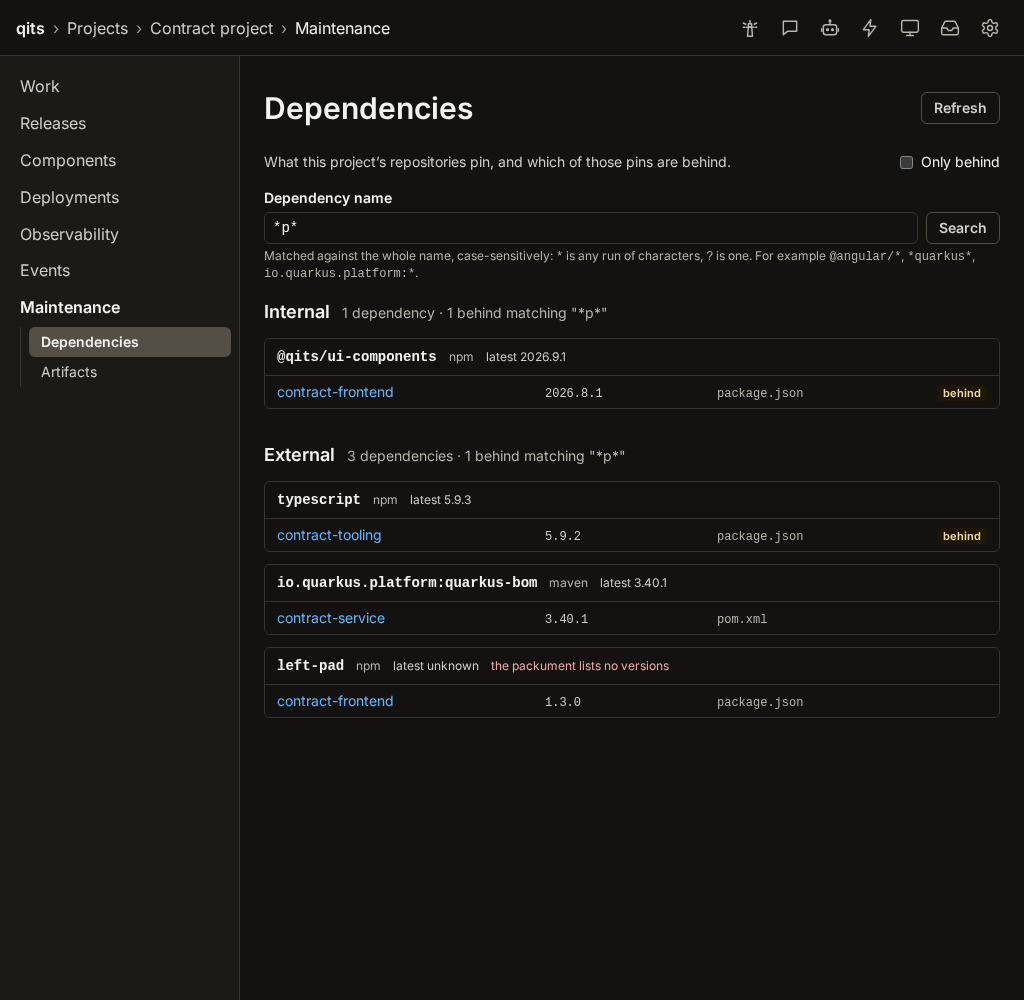 qits › Projects › Contract project › Maintenance
Work
Releases
Components
Deployments
Observability
Events
Maintenance
Dependencies
Artifacts
Dependencies
Refresh
What this project's repositories pin, and which of those pins are behind.
Only behind
Dependency name
*p*
Search
Matched against the whole name, case-sensitively: * is any run of characters, ? is one. For example @angular/*, *quarkus*,
io.quarkus.platform:*.
Internal 1 dependency · 1 behind matching "*p*"
@qits/ui-components npm latest 2026.9.1
contract-frontend 2026.8.1 package.json behind
External 3 dependencies · 1 behind matching "*p*"
typescript npm latest 5.9.3
contract-tooling 5.9.2 package.json behind
io.quarkus.platform:quarkus-bom maven latest 3.40.1
contract-service 3.40.1 pom.xml
left-pad npm latest unknown the packument lists no versions
contract-frontend 1.3.0 package.json